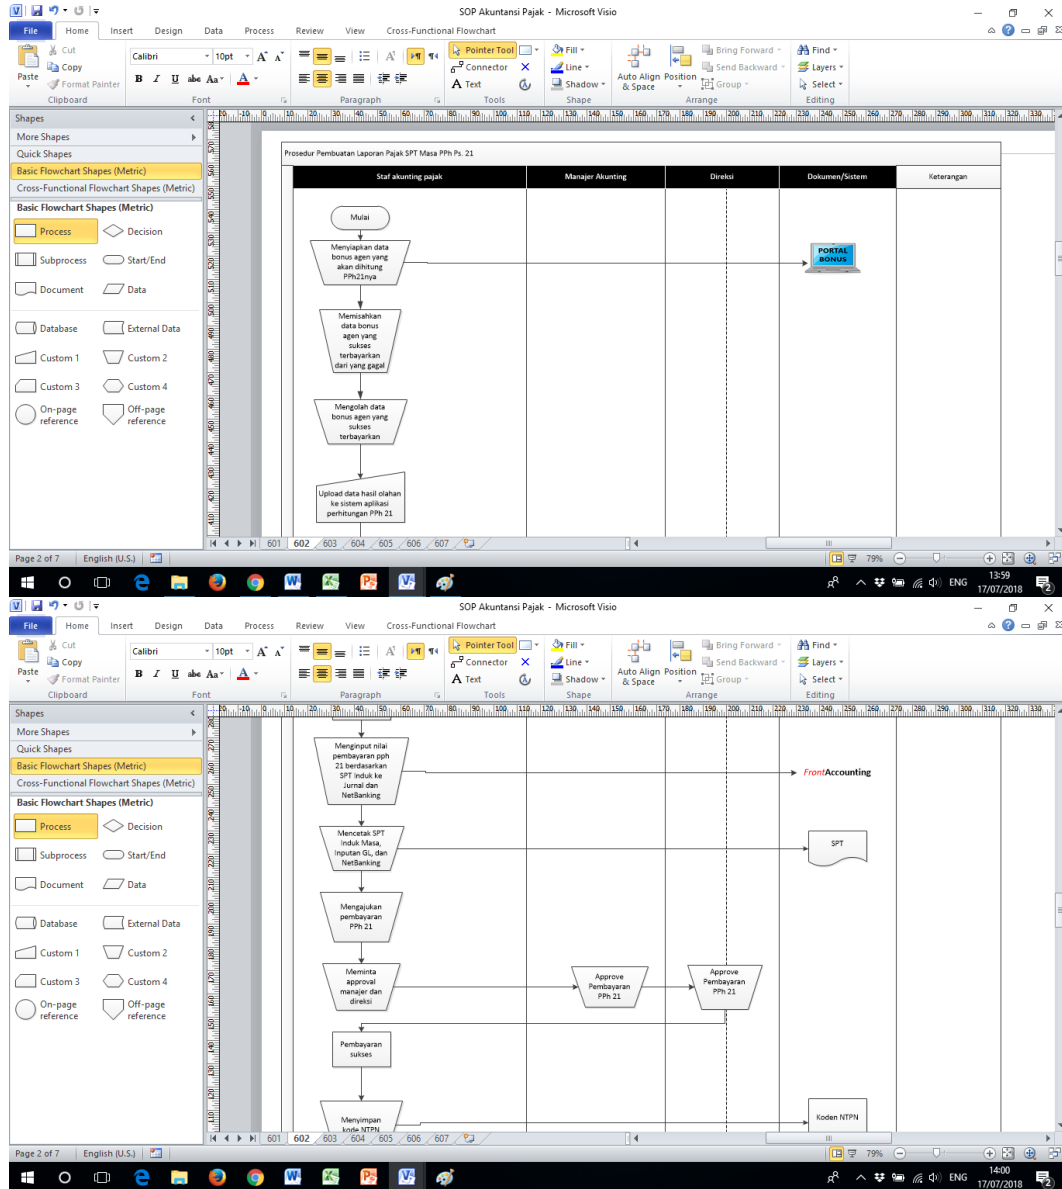 SOP Akuntansi Pajak - Microsoft Visio
File Home Insert Design Data Process Review View Cross-Functional Flowchart
Paste
Cut
Copy
Format Painter
Clipboard
Calibri 10pt
Font
Paragraph
Pointer Tool
Connector
Text
Tools
Fill
Line
Shadow
Shape
Auto Align & Space
Position
Bring Forward
Send Backward
Group
Arrange
Find
Layers
Select
Editing
Shapes
More Shapes
Quick Shapes
Basic Flowchart Shapes (Metric)
Cross-Functional Flowchart Shapes (Metric)
Basic Flowchart Shapes (Metric)
Process Decision
Subprocess Start/End
Document Data
Database External Data
Custom 1 Custom 2
Custom 3 Custom 4
On-page reference Off-page reference
Prosedur Pembuatan Laporan Pajak SPT Masa PPh Ps. 21
Staf akunting pajak Manajer Akunting Direksi Dokumen/Sistem Keterangan
Mulai
Menyiapkan data
bonus agen yang
akan dihitung
PPh21nya
PORTAL
BONUS
Memisahkan
data bonus
agen yang
sukses
terbayarkan
dari yang gagal
Mengolah data
bonus agen yang
sukses
terbayarkan
Upload data hasil olahan
ke sistem aplikasi
perhitungan PPh 21
601 602 603 604 605 606 607
Page 2 of 7 English (U.S.) 79%
ENG
13:59
17/07/2018
SOP Akuntansi Pajak - Microsoft Visio
File Home Insert Design Data Process Review View Cross-Functional Flowchart
Paste
Cut
Copy
Format Painter
Clipboard
Calibri 10pt
Font
Paragraph
Pointer Tool
Connector
Text
Tools
Fill
Line
Shadow
Shape
Auto Align & Space
Position
Bring Forward
Send Backward
Group
Arrange
Find
Layers
Select
Editing
Shapes
More Shapes
Quick Shapes
Basic Flowchart Shapes (Metric)
Cross-Functional Flowchart Shapes (Metric)
Basic Flowchart Shapes (Metric)
Process Decision
Subprocess Start/End
Document Data
Database External Data
Custom 1 Custom 2
Custom 3 Custom 4
On-page reference Off-page reference
Menginput nilai
pembayaran pph
21 berdasarkan
SPT Induk ke
Jurnal dan
NetBanking
FrontAccounting
Mencetak SPT
Induk Masa,
Inputan GL, dan
NetBanking
SPT
Mengajukan
pembayaran
PPh 21
Meminta
approval
manajer dan
direksi
Approve
Pembayaran
PPh 21
Approve
Pembayaran
PPh 21
Pembayaran
sukses
Menyimpan
kode NTPN
Koden NTPN
601 602 603 604 605 606 607
Page 2 of 7 English (U.S.) 79%
ENG
14:00
17/07/2018